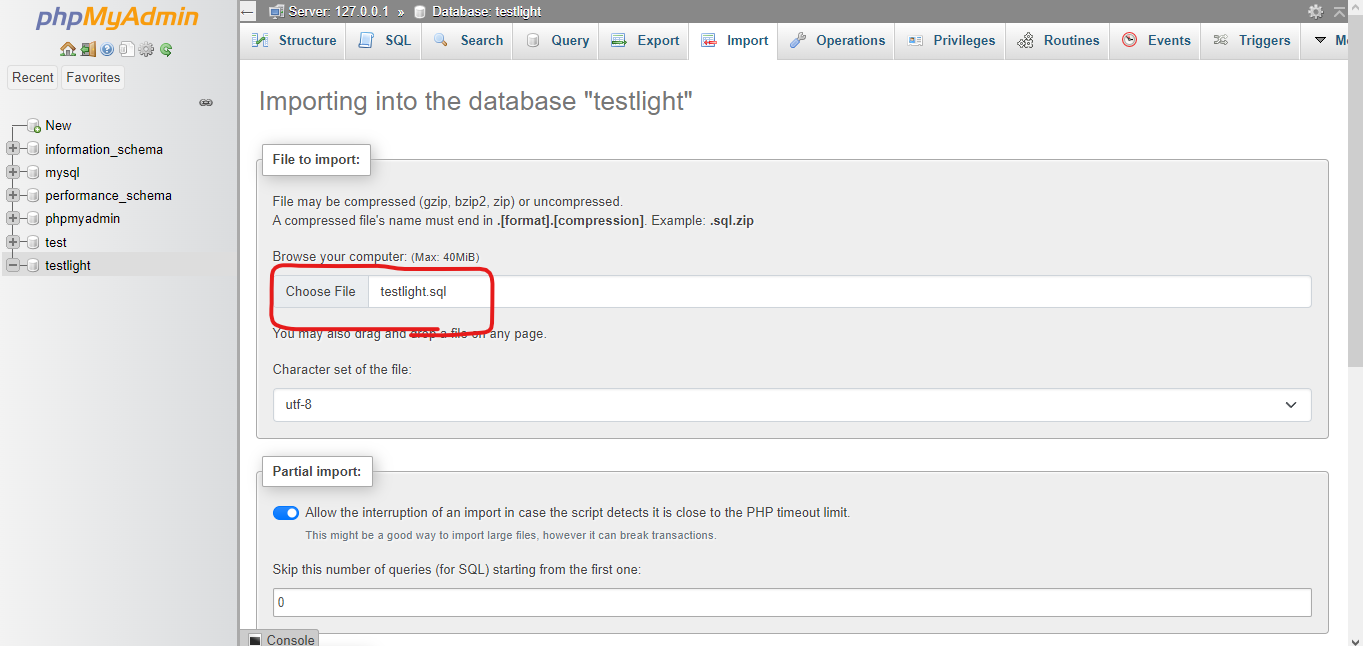 phpMyAdmin
Recent Favorites
New
information_schema
mysql
performance_schema
phpmyadmin
test
testlight
Server: 127.0.0.1 » Database: testlight
Structure SQL Search Query Export Import Operations Privileges Routines Events Triggers
Importing into the database "testlight"
File to import:
File may be compressed (gzip, bzip2, zip) or uncompressed.
A compressed file's name must end in .[format].[compression]. Example: .sql.zip
Browse your computer: (Max: 40MiB)
Choose File testlight.sql
You may also drag and drop a file on any page.
Character set of the file:
utf-8
Partial import:
Allow the interruption of an import in case the script detects it is close to the PHP timeout limit.
This might be a good way to import large files, however it can break transactions.
Skip this number of queries (for SQL) starting from the first one:
0
Console